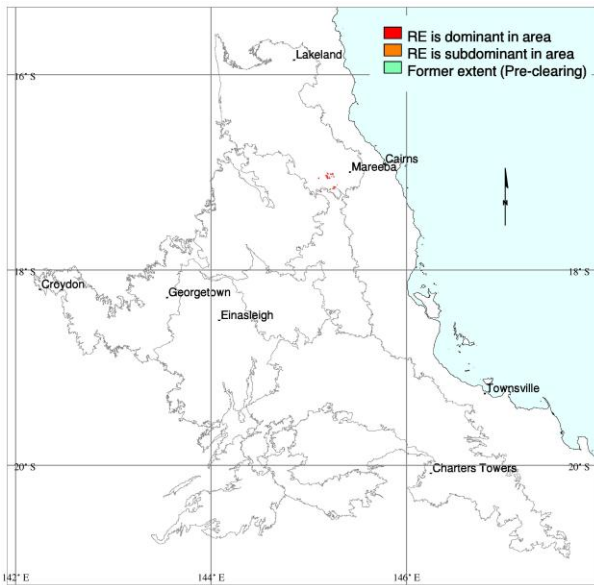 RE is dominant in area
RE is subdominant in area
Former extent (Pre-clearing)
Lakeland
16° S
Cairns
Mareeba
N
18° S
18° S
Croydon
Georgetown
Einasleigh
Townsville
20° S
20° S
Charters Towers
142° E
144° E
146° E